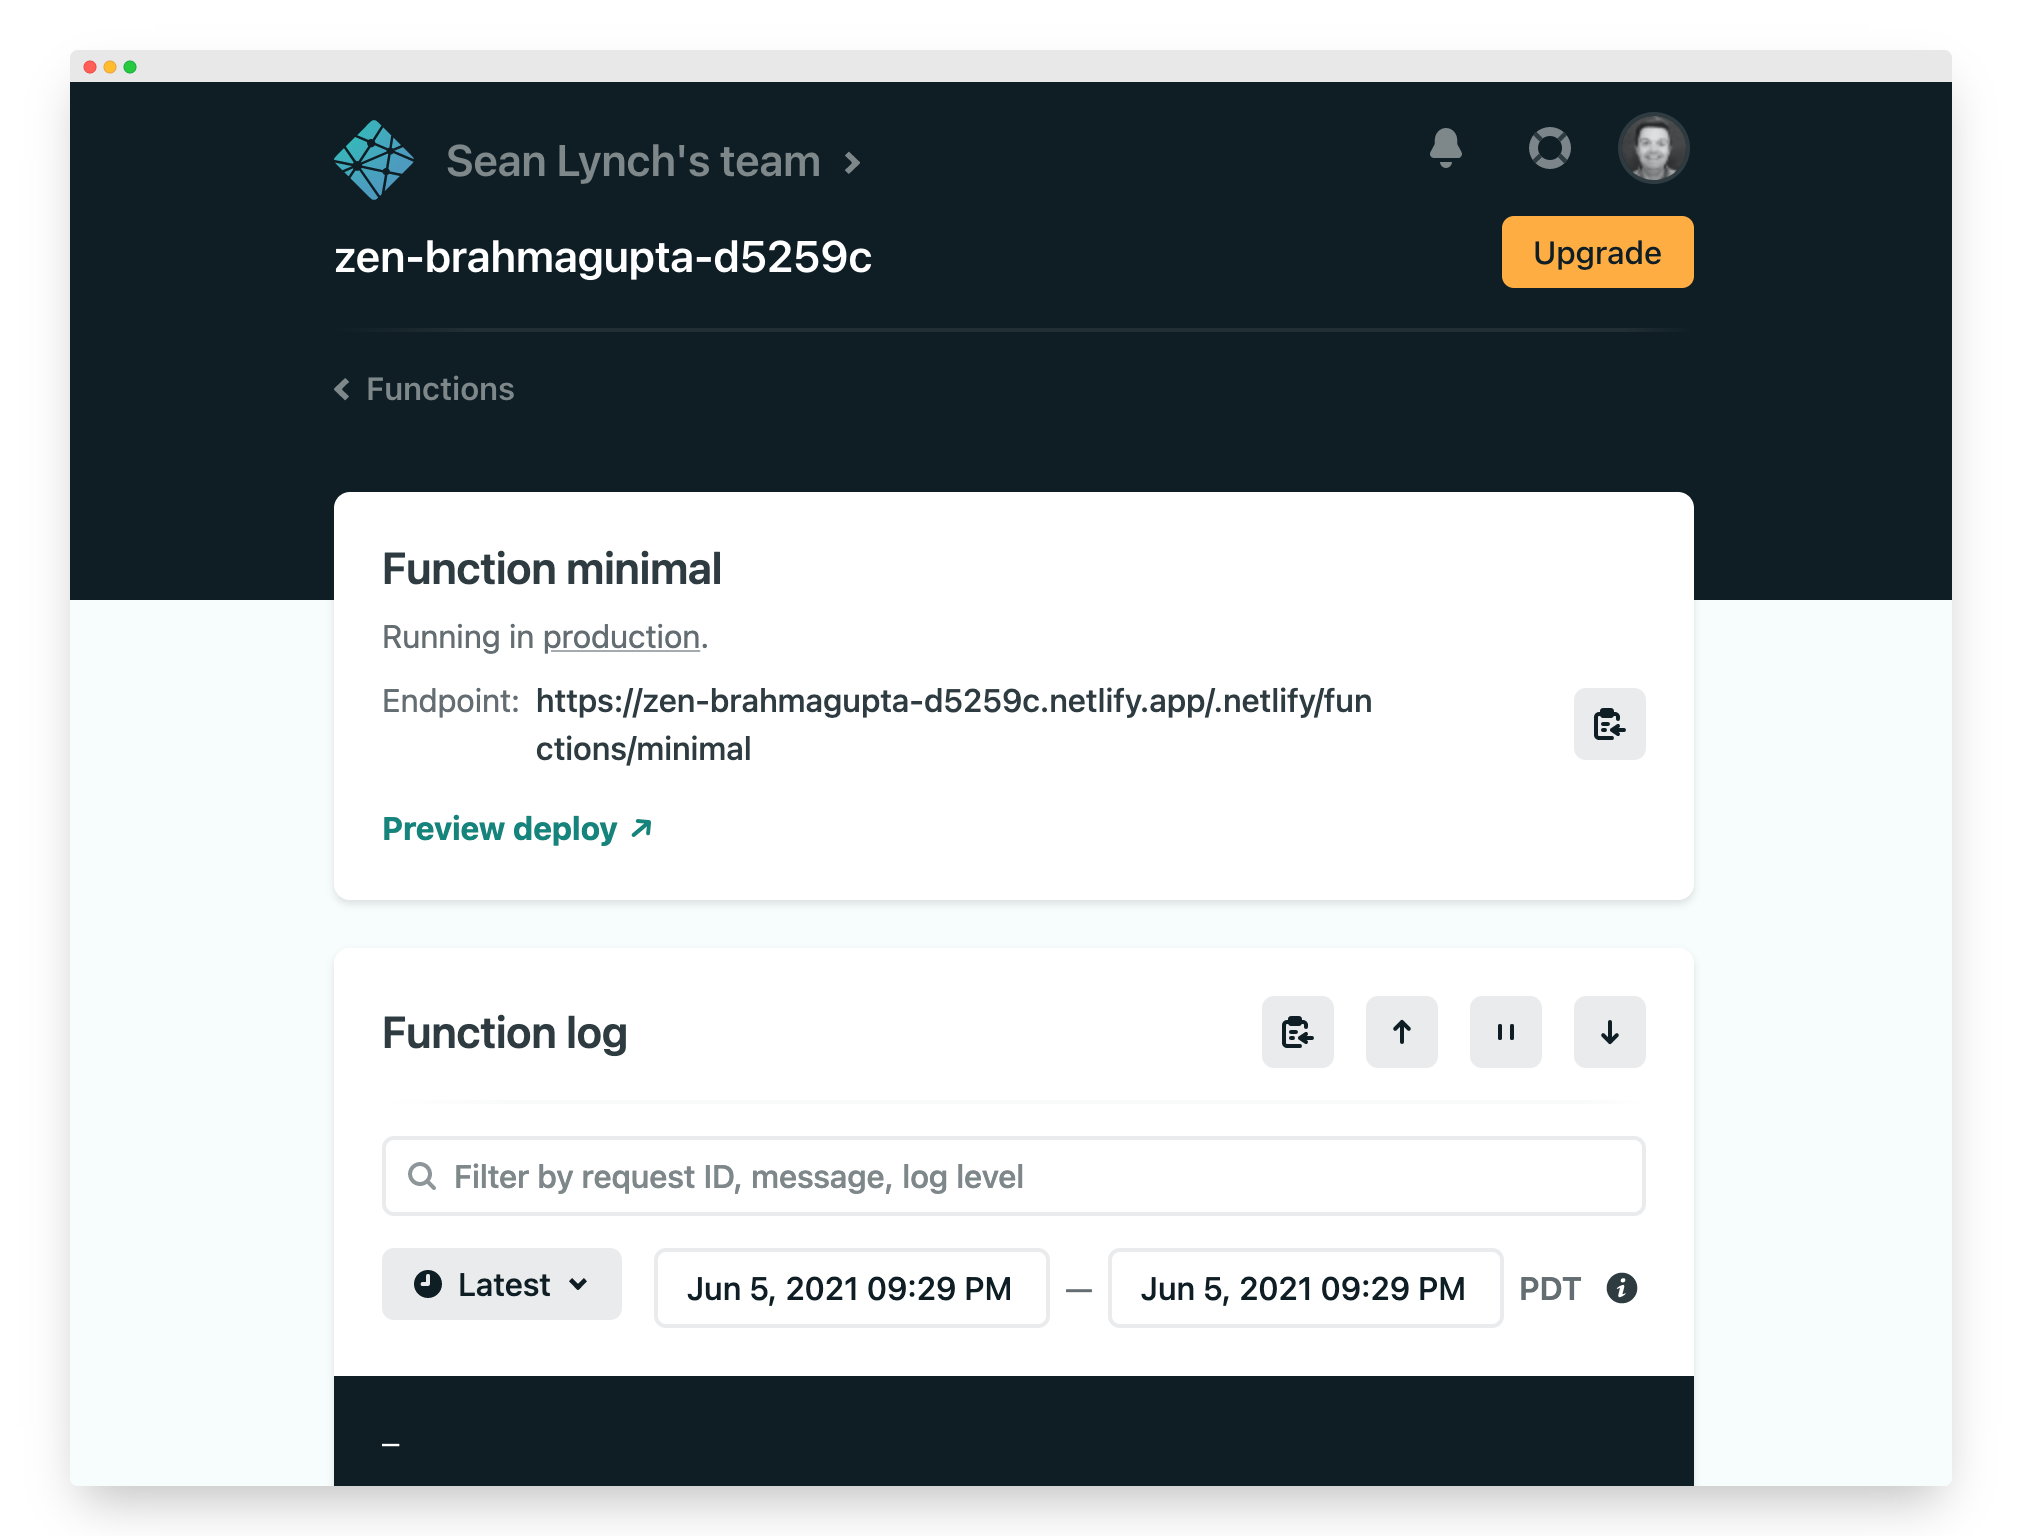 Sean Lynch's team
zen-brahmagupta-d5259c
Upgrade
Functions
Function minimal
Running in production.
Endpoint: https://zen-brahmagupta-d5259c.netlify.app/.netlify/fun
ctions/minimal
Preview deploy
Function log
Filter by request ID, message, log level
Latest Jun 5, 2021 09:29 PM — Jun 5, 2021 09:29 PM PDT